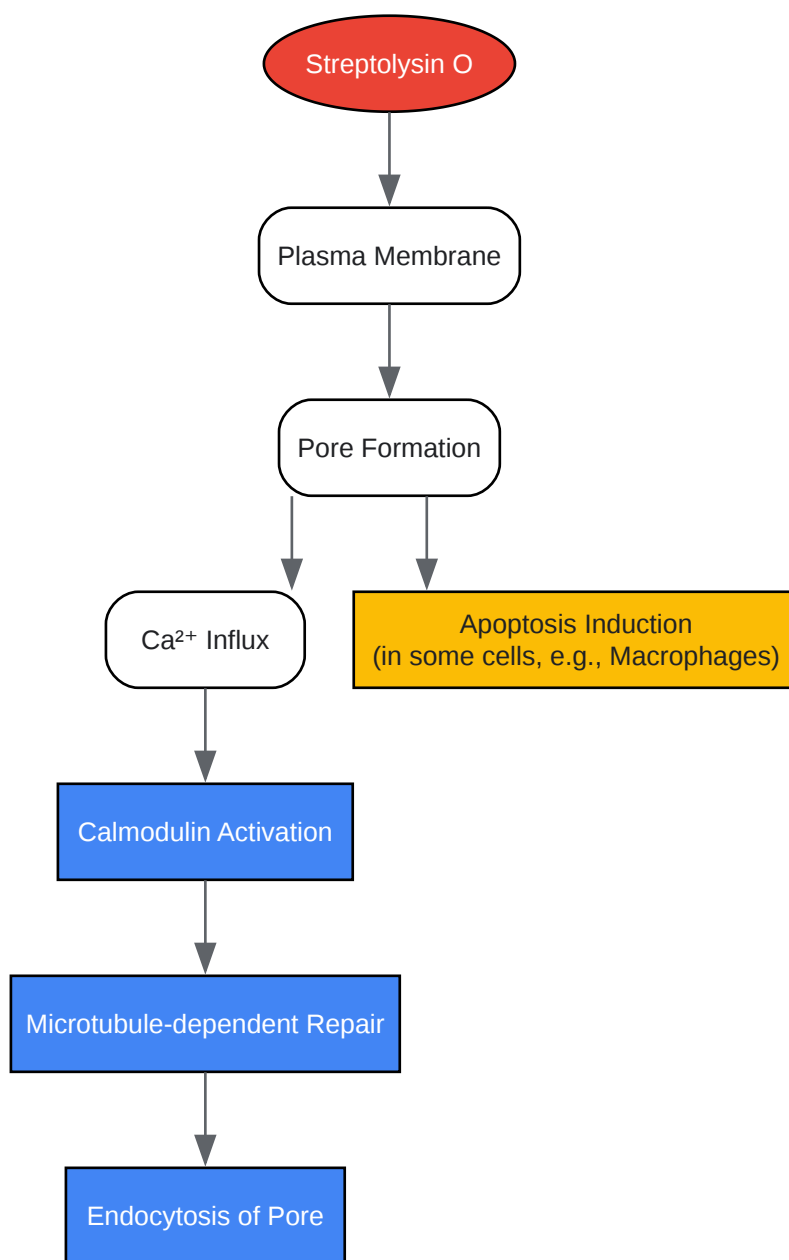 Streptolysin O
Plasma Membrane
Pore Formation
Ca²⁺ Influx
Apoptosis Induction
(in some cells, e.g., Macrophages)
Calmodulin Activation
Microtubule-dependent Repair
Endocytosis of Pore